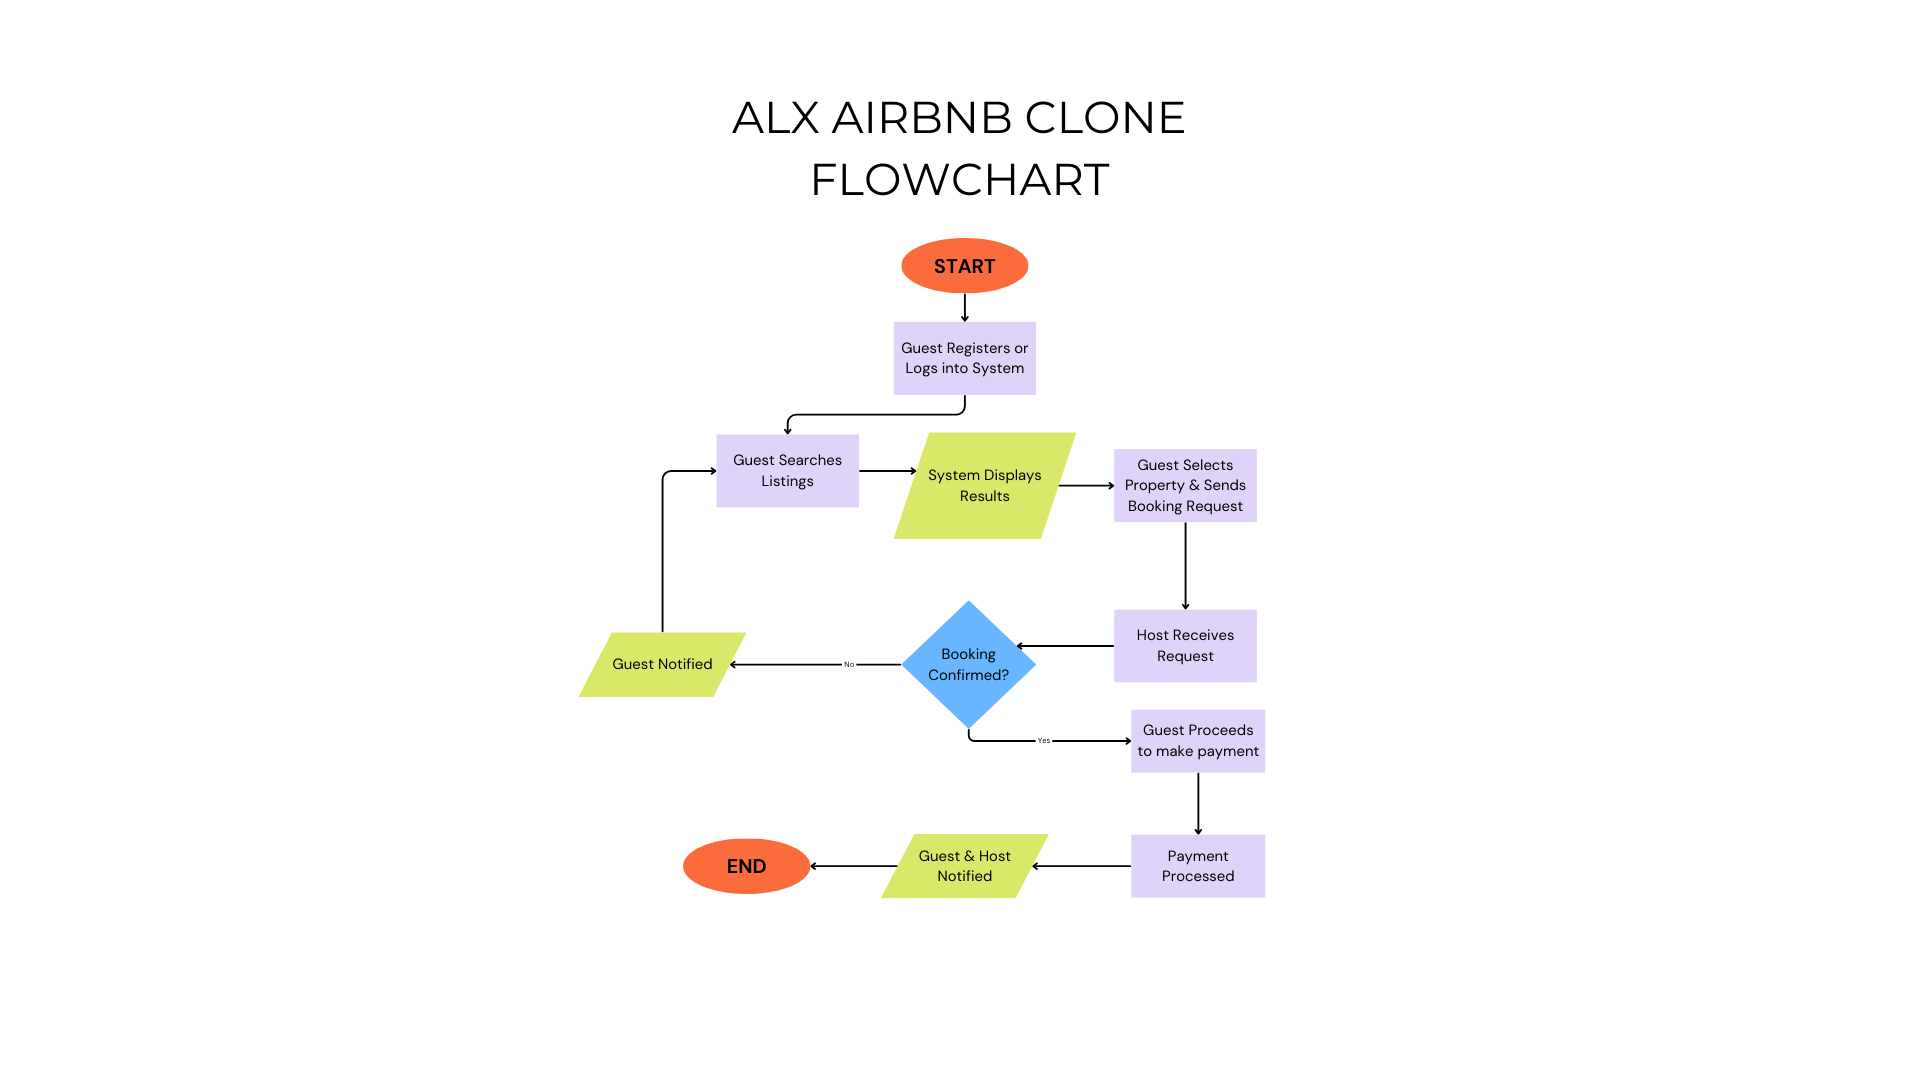 ALX AIRBNB CLONE
FLOWCHART
START
Guest Registers or
Logs into System
Guest Searches
Listings
System Displays
Results
Guest Selects
Property & Sends
Booking Request
Host Receives
Request
Booking
Confirmed?
No
Guest Notified
Yes
Guest Proceeds
to make payment
Payment
Processed
Guest & Host
Notified
END